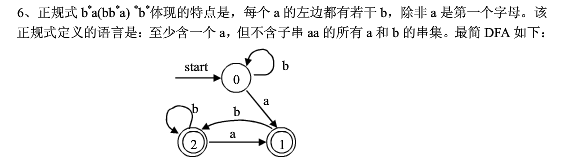 6、正规式 b*a(bb*a) *b*体现的特点是，每个 a 的左边都有若干 b，除非 a 是第一个字母。该
正规式定义的语言是：至少含一个 a，但不含子串 aa 的所有 a 和 b 的串集。最简 DFA 如下：
start
b
0
a
b
b
a
2
1